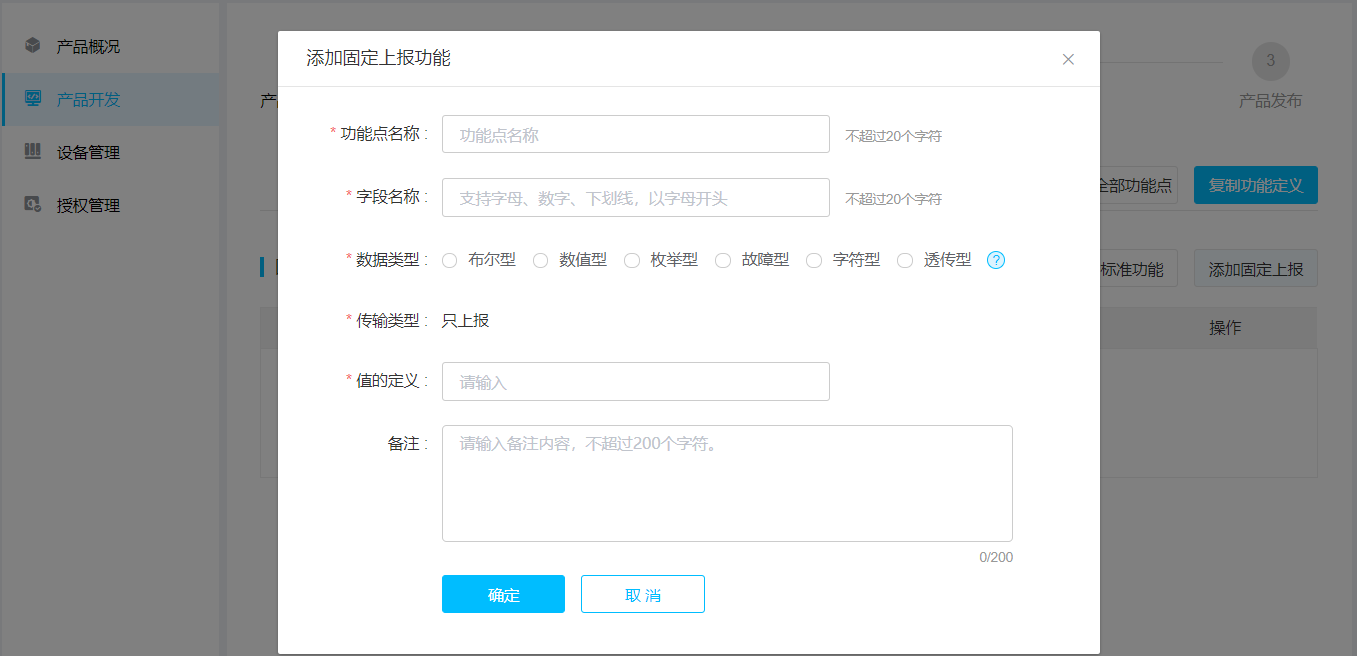 产品概况
产品开发
设备管理
授权管理
3
产品发布
全部功能点
复制功能定义
标准功能
添加固定上报
操作
添加固定上报功能
* 功能点名称 : 功能点名称 不超过20个字符
* 字段名称 : 支持字母、数字、下划线，以字母开头 不超过20个字符
* 数据类型 : 布尔型 数值型 枚举型 故障型 字符型 透传型 ?
* 传输类型 : 只上报
* 值的定义 : 请输入
备注 : 请输入备注内容，不超过200个字符。
0/200
确定 取 消